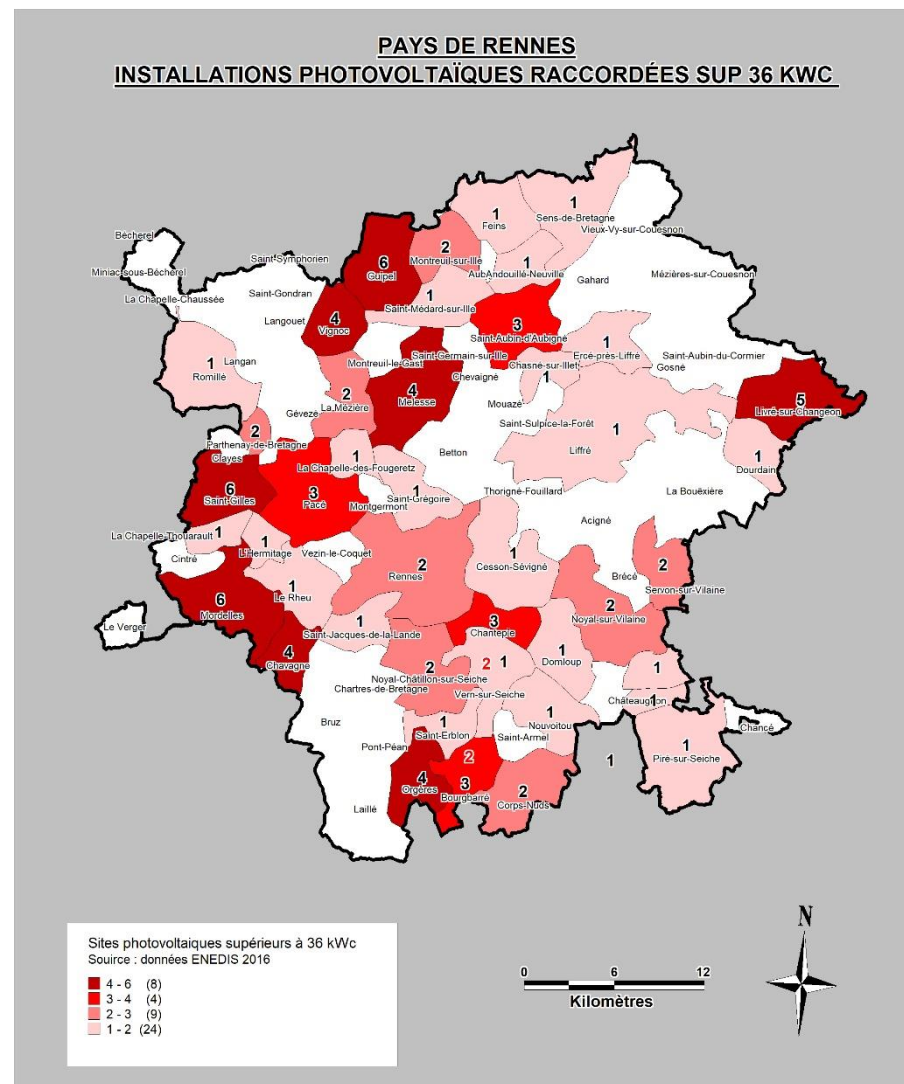 PAYS DE RENNES
INSTALLATIONS PHOTOVOLTAÏQUES RACCORDÉES SUP 36 KWC
1
Feins
1
Sens-de-Bretagne
Vieux-Vy-sur-Couesnon
Bécherel
Saint-Symphorien
6
Guipel
2
Montreuil-sur-Ille
1
Aub
Andouillé-Neuville
Gahard
Mézières-sur-Couesnon
Miniac-sous-Bécherel
La Chapelle-Chaussée
Saint-Gondran
1
Saint-Médard-sur-Ille
Langouet
4
Vignoc
3
Saint-Aubin-d'Aubigné
1
Ercé-près-Liffré
Saint-Aubin-du-Cormier
Gosné
1
Romillé
Langan
Montreuil-le-Gast
Saint-Germain-sur-Ille
Chevaigné
Chasné-sur-Illet
1
Mouazé
4
Melesse
2
La Mézière
Gévezé
5
Livré-sur-Changeon
Saint-Sulpice-la-Forêt
1
Liffré
2
Parthenay-de-Bretagne
Clayes
Betton
1
La Chapelle-des-Fougeretz
1
Dourdain
6
Saint-Gilles
3
Pacé
1
Saint-Grégoire
Montgermont
Thorigné-Fouillard
La Bouëxière
Acigné
La Chapelle-Thouarault
1
1
L'Hermitage
Cintré
Vezin-le-Coquet
2
Rennes
1
Cesson-Sévigné
Brécé
2
Servon-sur-Vilaine
1
Le Rheu
6
Mordelles
Le Verger
1
Saint-Jacques-de-la-Lande
3
Chantepie
2
Noyal-sur-Vilaine
4
Chavagne
2
Noyal-Châtillon-sur-Seiche
Chartres-de-Bretagne
2
1
Vern-sur-Seiche
1
Domloup
1
1
Châteaugiron
Bruz
1
Saint-Erblon
1
Nouvoitou
Saint-Armel
Chancé
1
Piré-sur-Seiche
Pont-Péan
2
1
4
Orgères
3
Bourgbarré
2
Corps-Nuds
Laillé
N
Sites photovoltaiques supérieurs à 36 kWc
Souirce : données ENEDIS 2016
4 - 6 (8)
3 - 4 (4)
2 - 3 (9)
1 - 2 (24)
0 6 12
Kilomètres